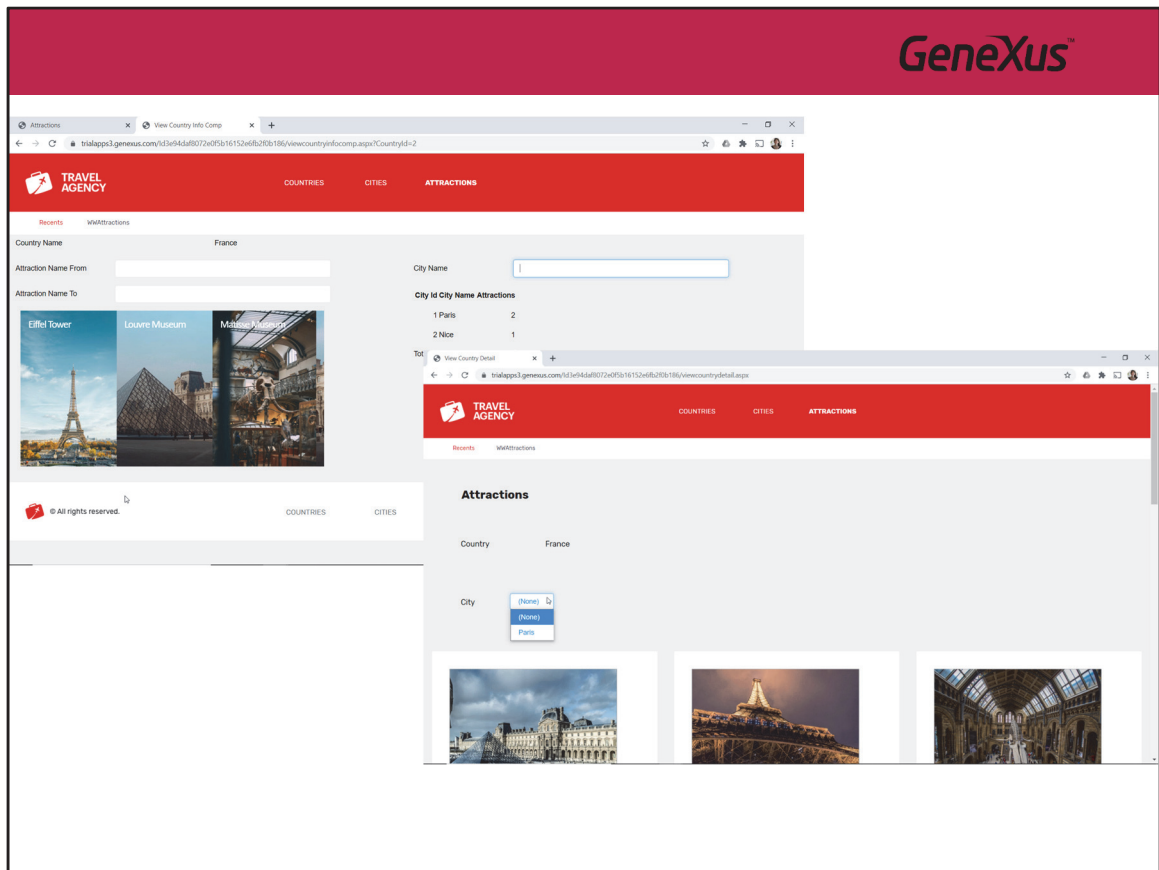 GeneXus™
Attractions
View Country Info Comp
trialapps3.genexus.com/Id3e94daf8072e0f5b16152e6fb2f0b186/viewcountryinfocomp.aspx?CountryId=2
TRAVEL
AGENCY
COUNTRIES CITIES ATTRACTIONS
Recents WWAttractions
Country Name France
Attraction Name From
City Name
Attraction Name To
City Id City Name Attractions
1 Paris 2
2 Nice 1
Tot
Eiffel Tower
Louvre Museum
Matisse Museum
© All rights reserved.
COUNTRIES CITIES
View Country Detail
trialapps3.genexus.com/Id3e94daf8072e0f5b16152e6fb2f0b186/viewcountrydetail.aspx
TRAVEL
AGENCY
COUNTRIES CITIES ATTRACTIONS
Recents WWAttractions
Attractions
Country France
City (None)
(None)
Paris